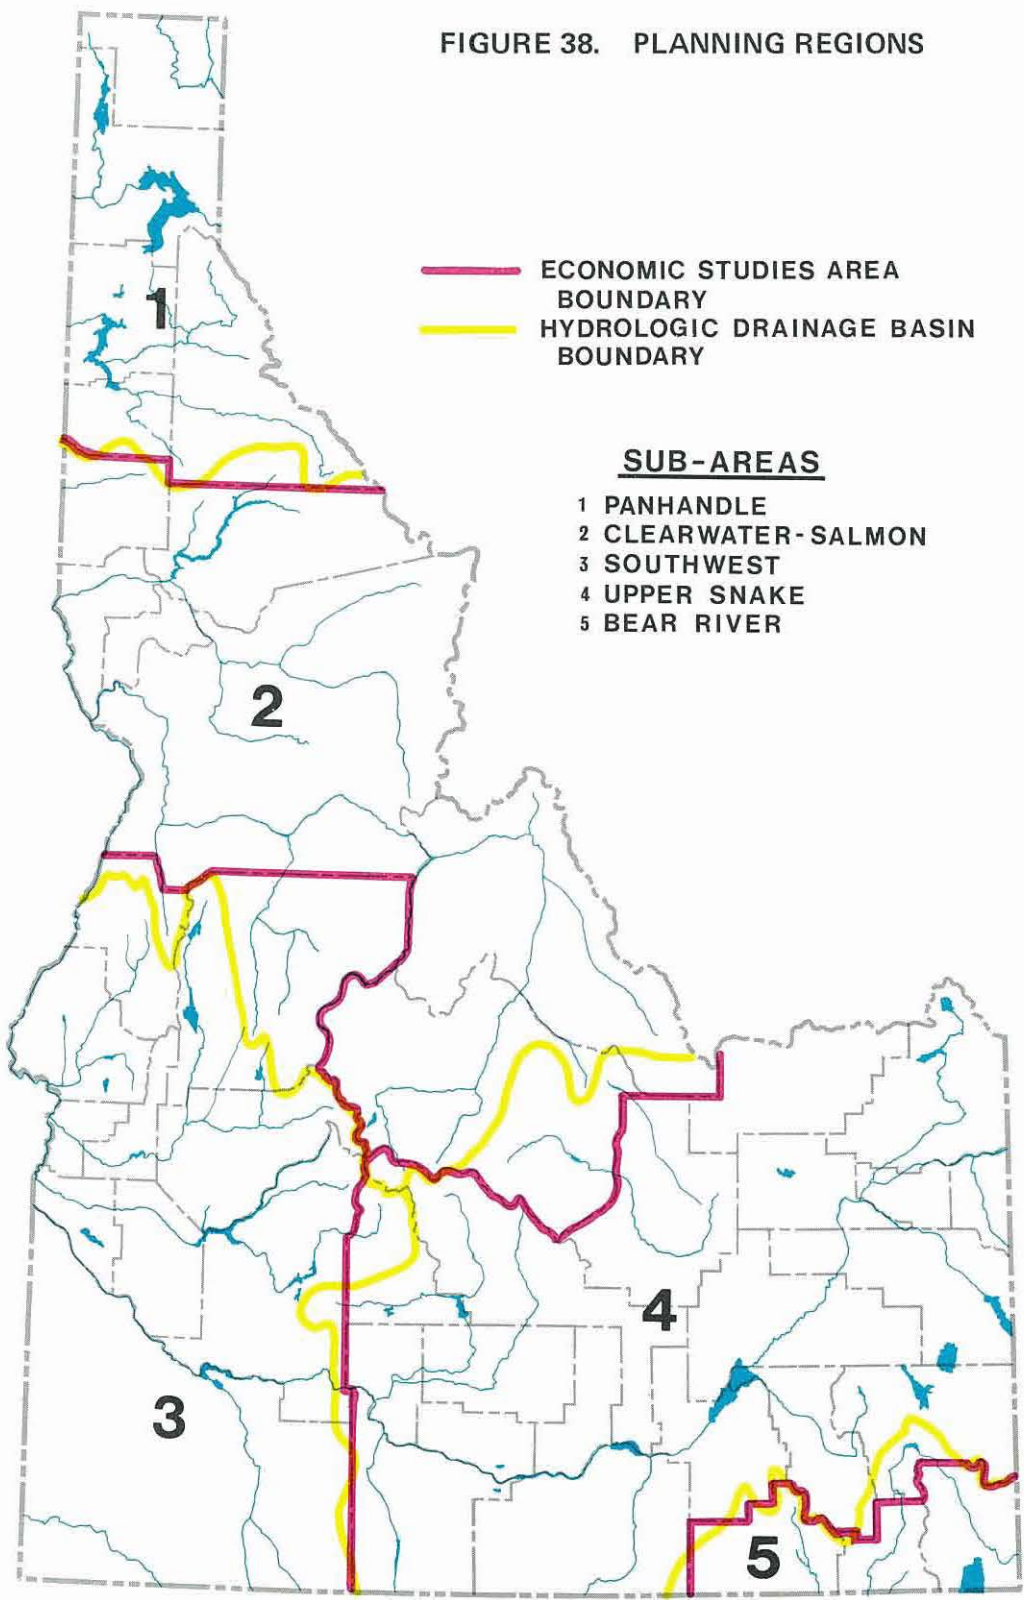 FIGURE 38. PLANNING REGIONS
ECONOMIC STUDIES AREA
BOUNDARY
HYDROLOGIC DRAINAGE BASIN
BOUNDARY
SUB-AREAS
1 PANHANDLE
2 CLEARWATER-SALMON
3 SOUTHWEST
4 UPPER SNAKE
5 BEAR RIVER
1
2
3
4
5